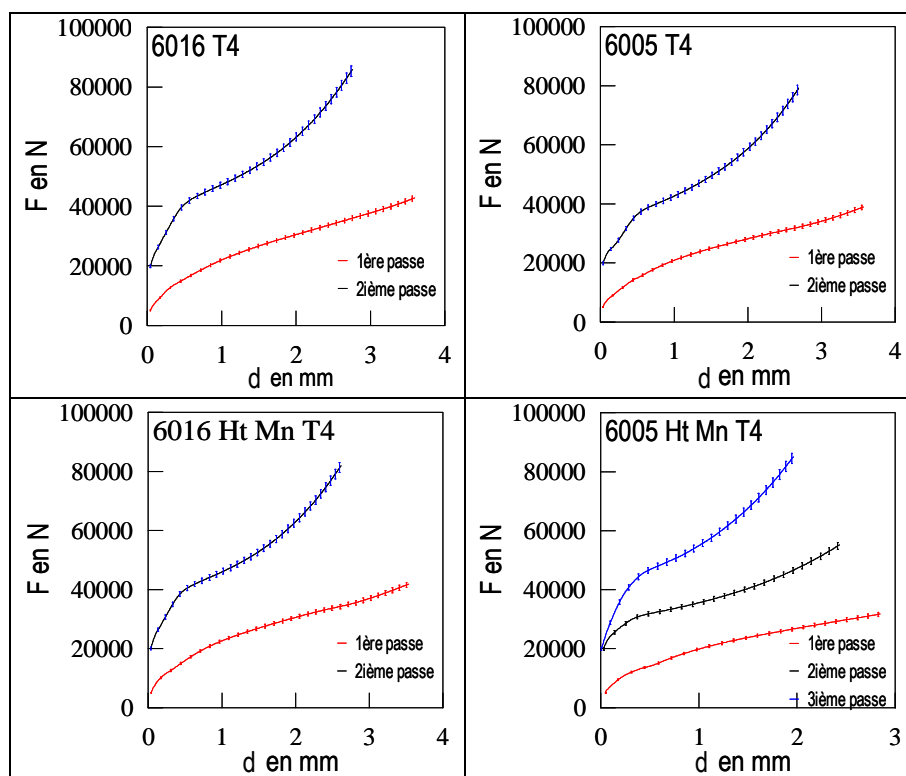 6016 T4
100000
80000
60000
40000
20000
0
F en N
0 1 2 3 4
d en mm
1ère passe
2ième passe
6005 T4
100000
80000
60000
40000
20000
0
F en N
0 1 2 3 4
d en mm
1ère passe
2ième passe
6016 Ht Mn T4
100000
80000
60000
40000
20000
0
F en N
0 1 2 3 4
d en mm
1ère passe
2ième passe
6005 Ht Mn T4
100000
80000
60000
40000
20000
0
F en N
0 1 2 3
d en mm
1ère passe
2ième passe
3ième passe